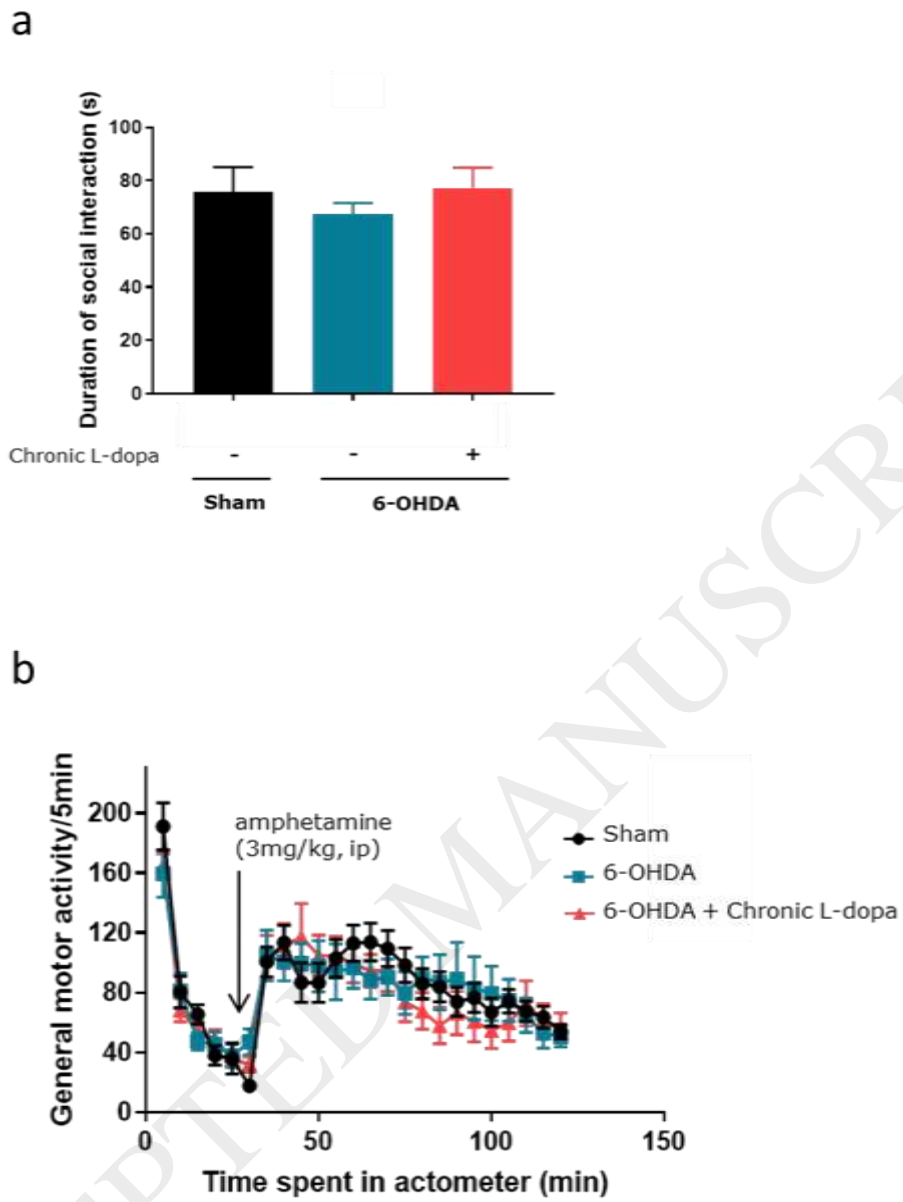 a
Duration of social interaction (s)
100
80
60
40
20
0
Chronic L-dopa - - +
Sham 6-OHDA
b
General motor activity/5min
200
160
120
80
40
0
amphetamine
(3mg/kg, ip)
Sham
6-OHDA
6-OHDA + Chronic L-dopa
0 50 100 150
Time spent in actometer (min)
EPTED MANUSCRI